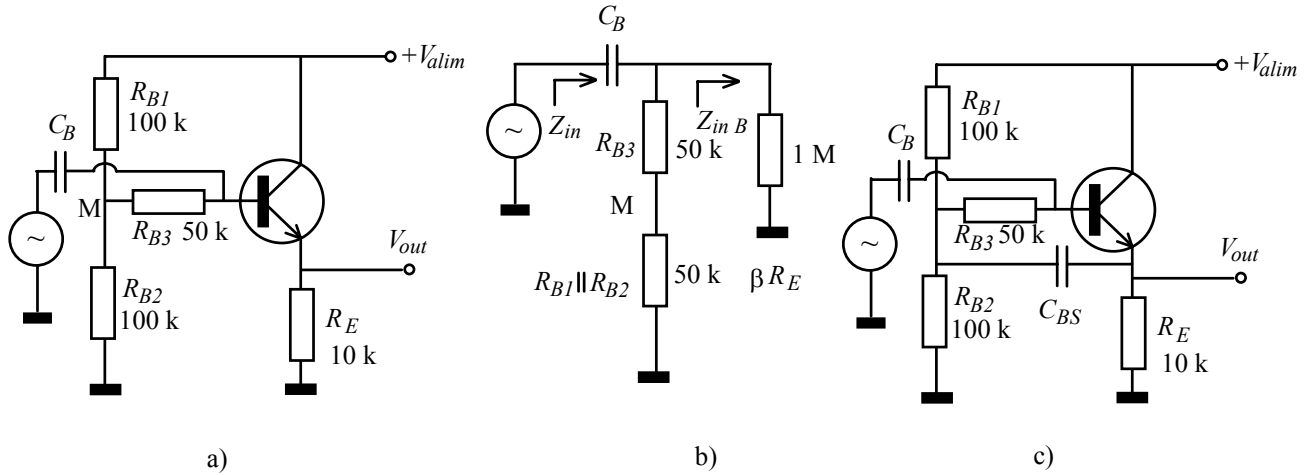 +Valim
RB1
100 k
CB
~
M
RB3 50 k
Vout
RB2
100 k
RE
10 k
a)
CB
~
Zin
Zin B
RB3
50 k
1 M
M
RB1||RB2
50 k
β RE
b)
+Valim
RB1
100 k
CB
~
RB3 50 k
Vout
RB2
100 k
CBS
RE
10 k
c)